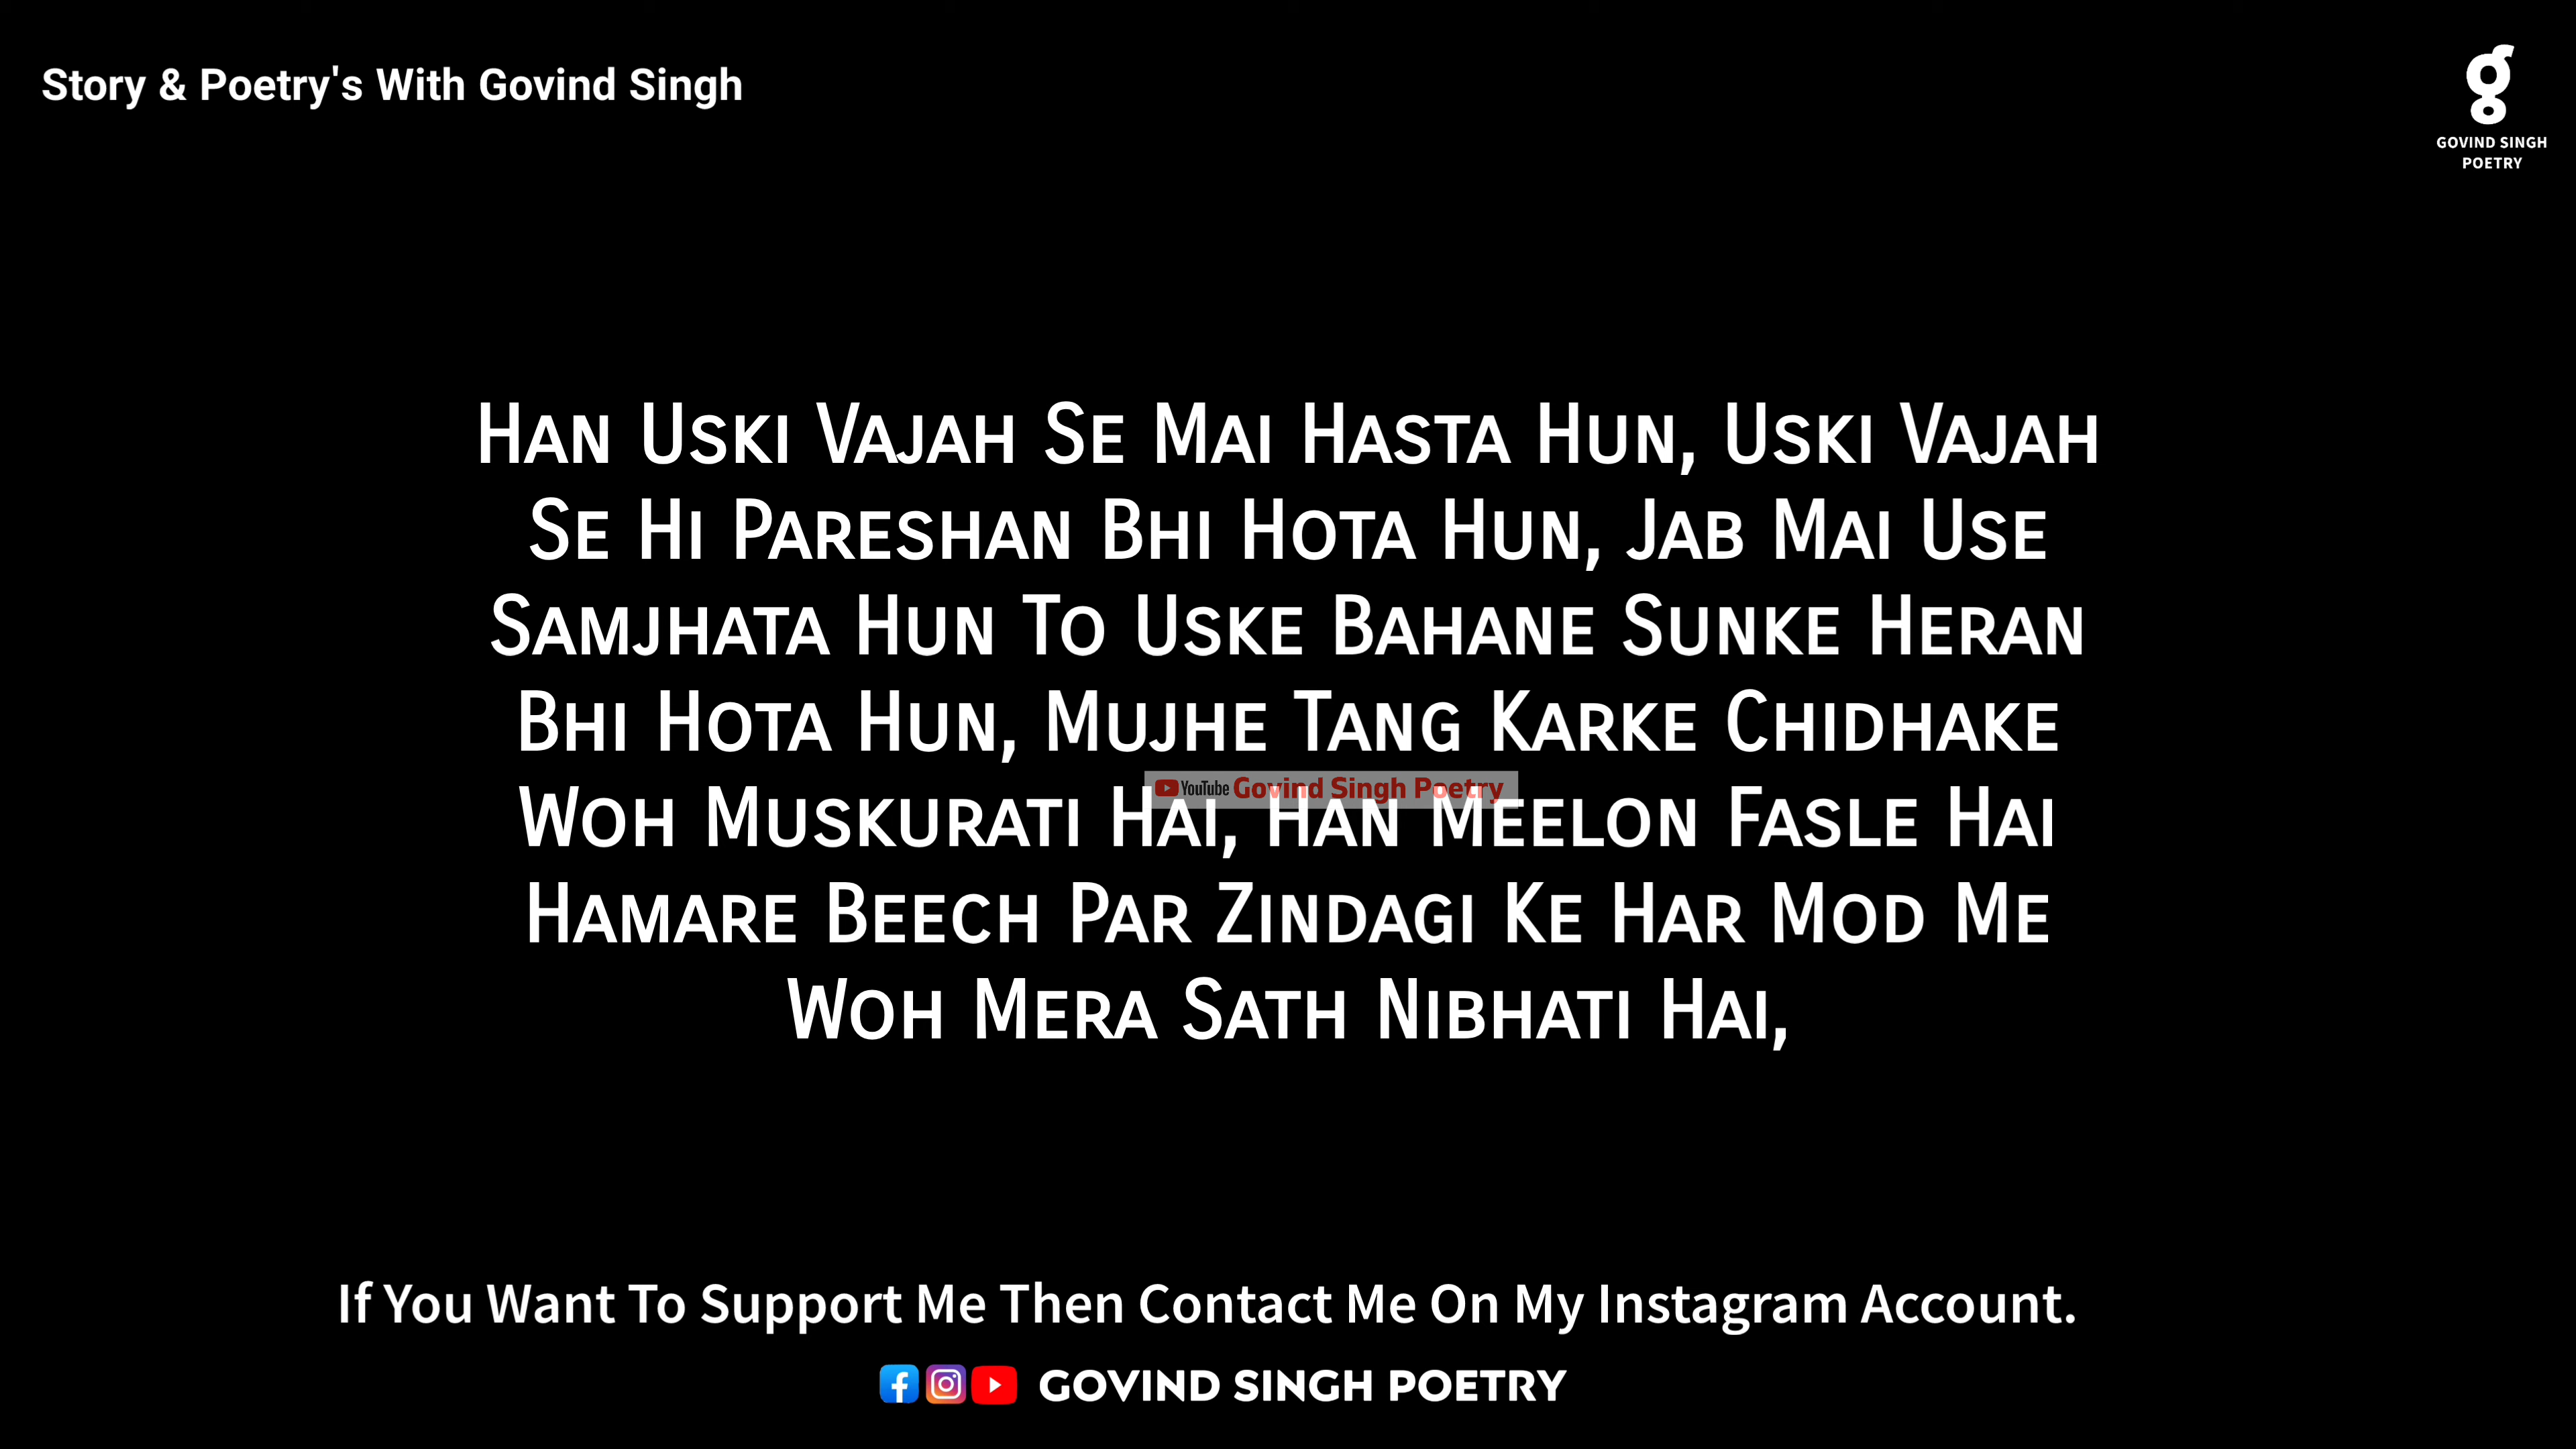 Story & Poetry's With Govind Singh
g
GOVIND SINGH
POETRY
Han Uski Vajah Se Mai Hasta Hun, Uski Vajah
Se Hi Pareshan Bhi Hota Hun, Jab Mai Use
Samjhata Hun To Uske Bahane Sunke Heran
Bhi Hota Hun, Mujhe Tang Karke Chidhake
YouTube Govind Singh Poetry
Woh Muskurati Hai, Han Meelon Fasle Hai
Hamare Beech Par Zindagi Ke Har Mod Me
Woh Mera Sath Nibhati Hai,
If You Want To Support Me Then Contact Me On My Instagram Account.
GOVIND SINGH POETRY